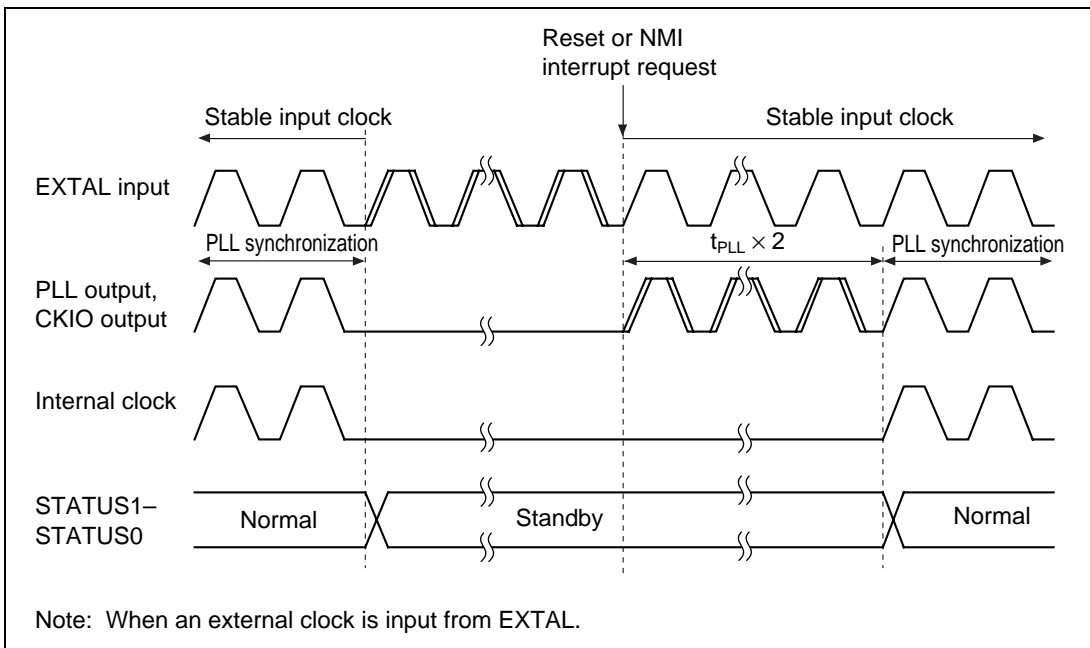 Reset or NMI
interrupt request
Stable input clock
Stable input clock
EXTAL input
PLL synchronization
tPLL × 2
PLL synchronization
PLL output,
CKIO output
Internal clock
STATUS1–
STATUS0
Normal
Standby
Normal
Note: When an external clock is input from EXTAL.